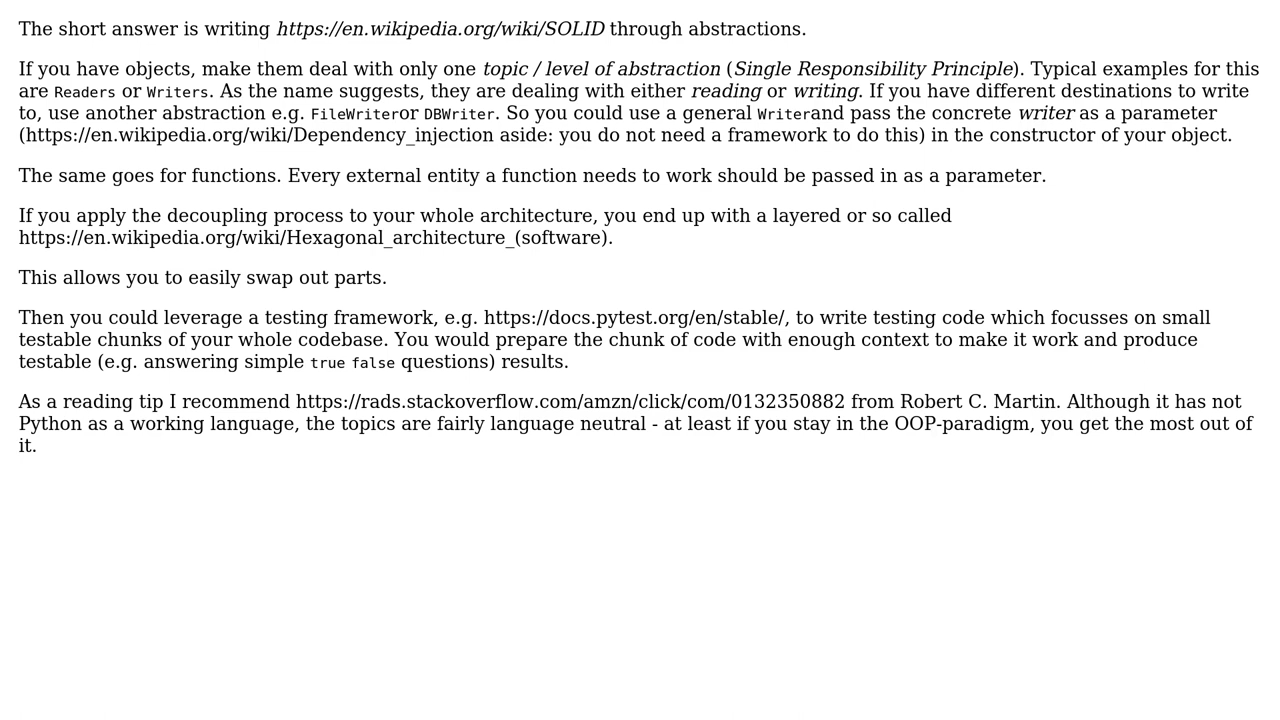 The short answer is writing https://en.wikipedia.org/wiki/SOLID through abstractions.
If you have objects, make them deal with only one topic / level of abstraction (Single Responsibility Principle). Typical examples for this
are Readers or Writers. As the name suggests, they are dealing with either reading or writing. If you have different destinations to write
to, use another abstraction e.g. FileWriteror DBWriter. So you could use a general Writerand pass the concrete writer as a parameter
(https://en.wikipedia.org/wiki/Dependency_injection aside: you do not need a framework to do this) in the constructor of your object.
The same goes for functions. Every external entity a function needs to work should be passed in as a parameter.
If you apply the decoupling process to your whole architecture, you end up with a layered or so called
https://en.wikipedia.org/wiki/Hexagonal_architecture_(software).
This allows you to easily swap out parts.
Then you could leverage a testing framework, e.g. https://docs.pytest.org/en/stable/, to write testing code which focusses on small
testable chunks of your whole codebase. You would prepare the chunk of code with enough context to make it work and produce
testable (e.g. answering simple true false questions) results.
As a reading tip I recommend https://rads.stackoverflow.com/amzn/click/com/0132350882 from Robert C. Martin. Although it has not
Python as a working language, the topics are fairly language neutral - at least if you stay in the OOP-paradigm, you get the most out of
it.